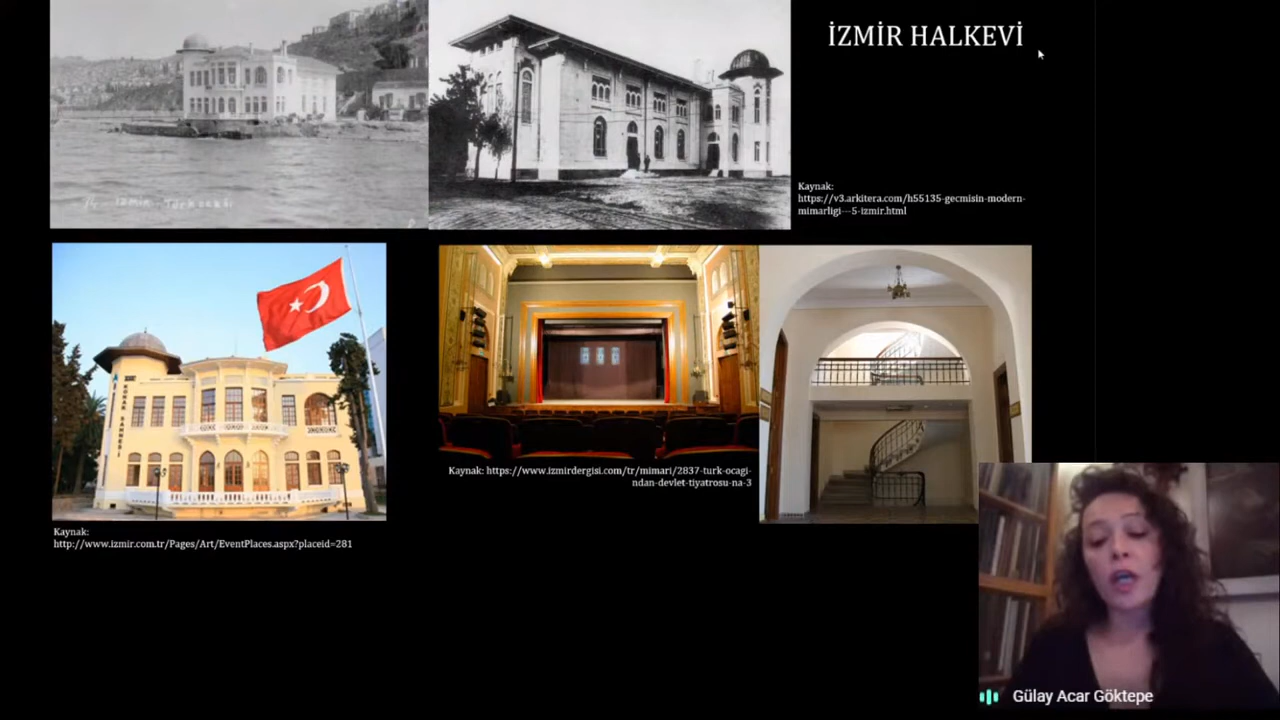 İZMİR HALKEVİ
Kaynak:
https://v3.arkitera.com/h55135-gecmisin-modern-
mimarligi---5-izmir.html
KONAK SAHNESİ
Kaynak: https://www.izmirdergisi.com/tr/mimari/2837-turk-ocagi-
ndan-devlet-tiyatrosu-na-3
Kaynak:
http://www.izmir.com.tr/Pages/Art/EventPlaces.aspx?placeid=281
Gülay Acar Göktepe